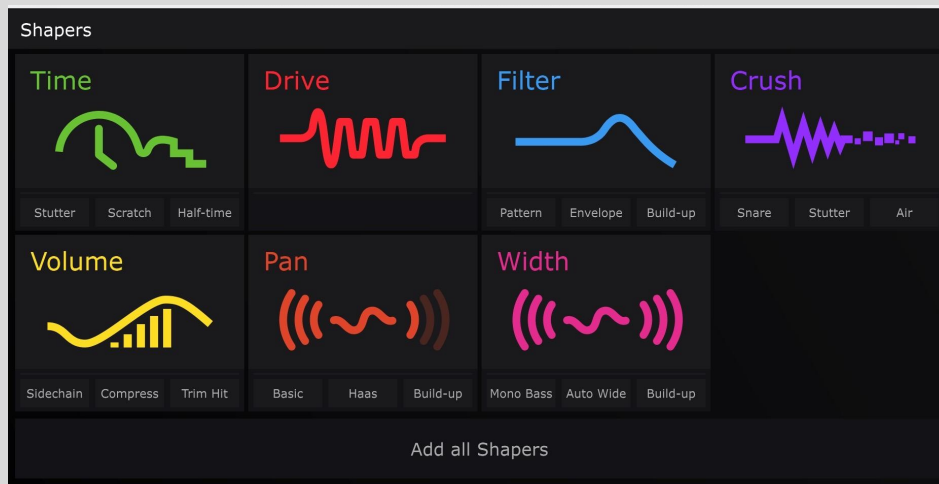 Shapers
Time
Drive
Filter
Crush
Stutter
Scratch
Half-time
Pattern
Envelope
Build-up
Snare
Stutter
Air
Volume
Pan
Width
Sidechain
Compress
Trim Hit
Basic
Haas
Build-up
Mono Bass
Auto Wide
Build-up
Add all Shapers